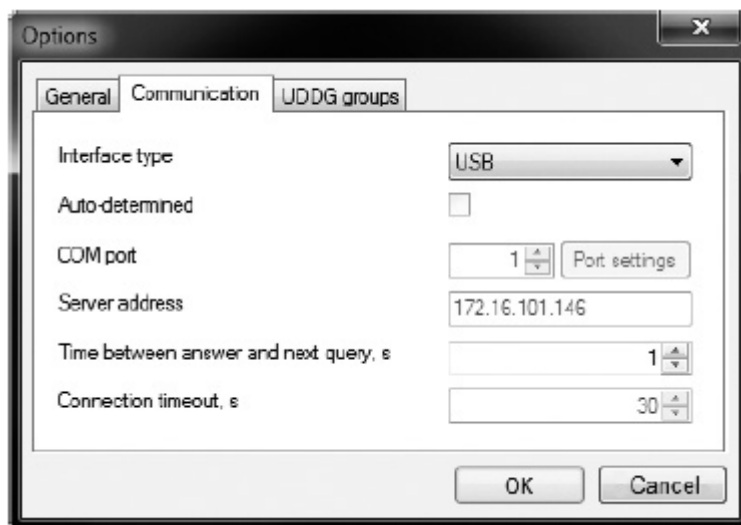 Options
General Communication UDDG groups
Interface type USB
Auto-determined
COM port 1 Port settings
Server address 172.16.101.146
Time between answer and next query, s 1
Connection timeout, s 30
OK Cancel